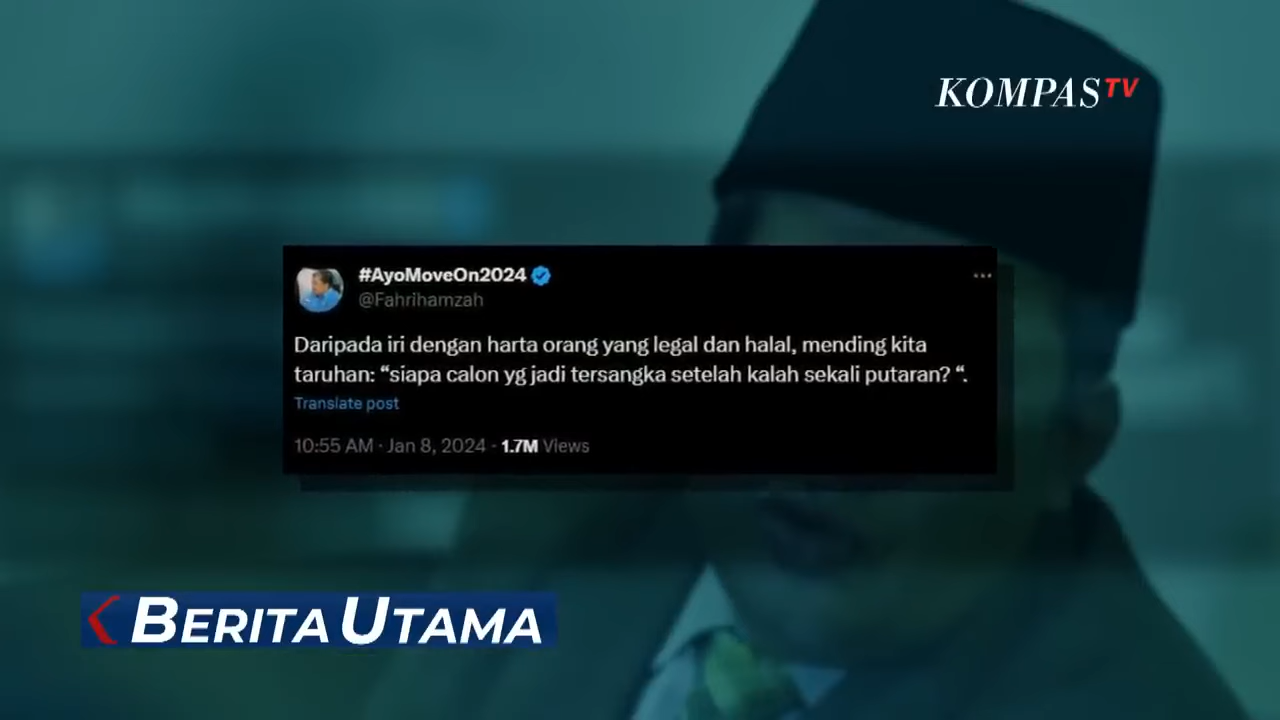 KOMPASTV
#AyoMoveOn2024
@Fahrihamzah
Daripada iri dengan harta orang yang legal dan halal, mending kita
taruhan: “siapa calon yg jadi tersangka setelah kalah sekali putaran? “.
Translate post
10:55 AM · Jan 8, 2024 · 1.7M Views
BERITA UTAMA